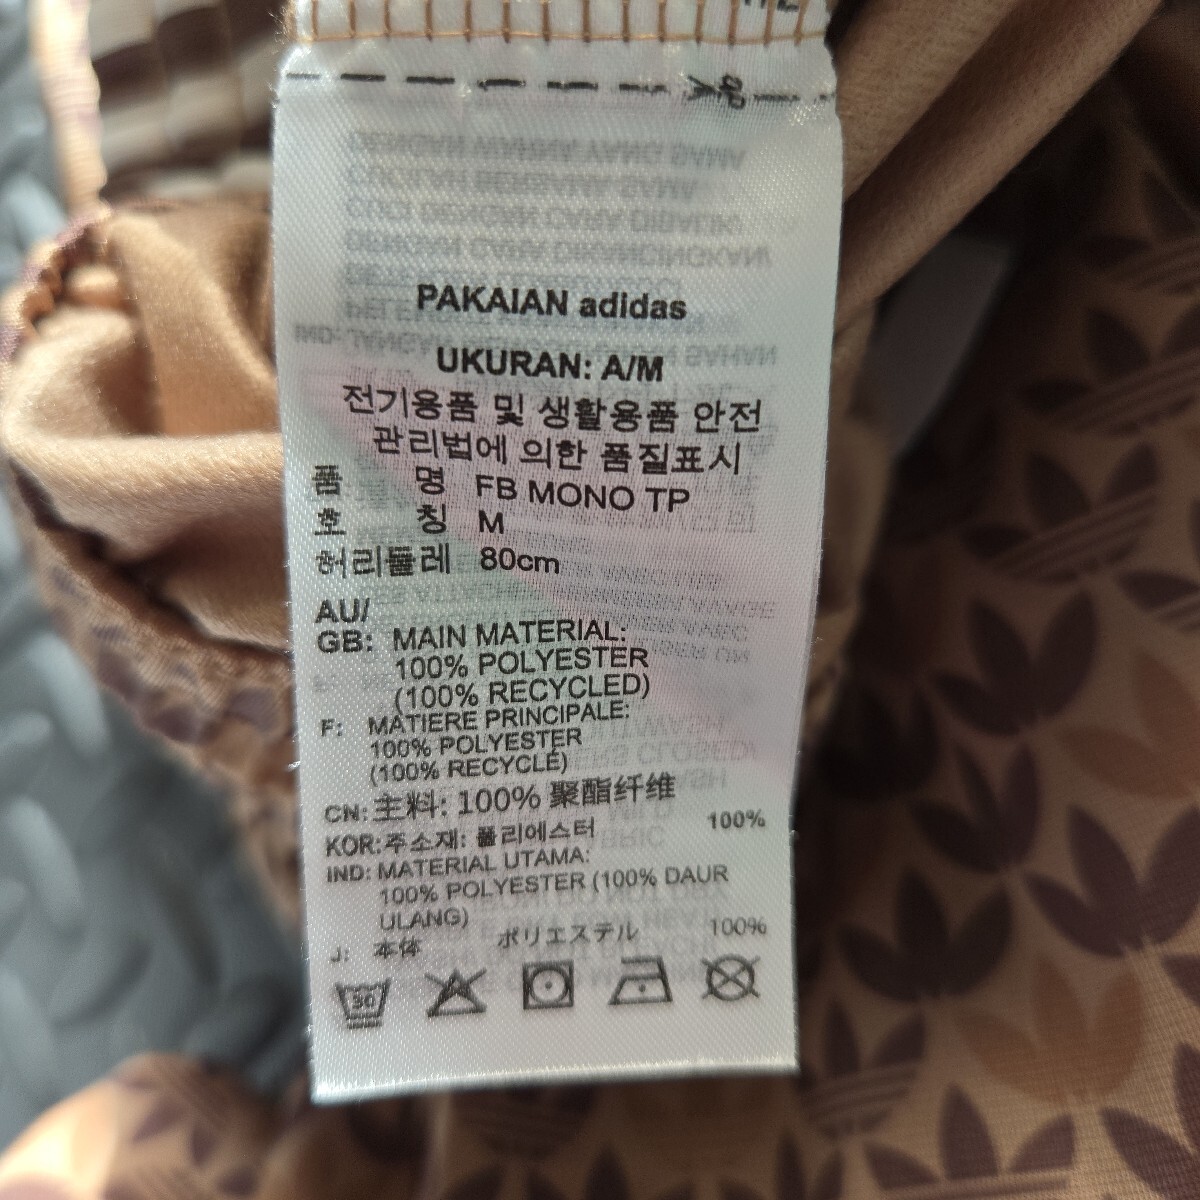 PAKAIAN adidas
UKURAN: A/M
전기용품 및 생활용품 안전
관리법에 의한 품질표시
품 명 FB MONO TP
호 칭 M
허리둘레 80cm
AU/
GB: MAIN MATERIAL:
100% POLYESTER
(100% RECYCLED)
F: MATIERE PRINCIPALE:
100% POLYESTER
(100% RECYCLÉ)
CN: 主料: 100% 聚酯纤维
KOR: 주소재: 폴리에스터 100%
IND: MATERIAL UTAMA:
100% POLYESTER (100% DAUR
ULANG)
J: 本体 ポリエステル 100%
30